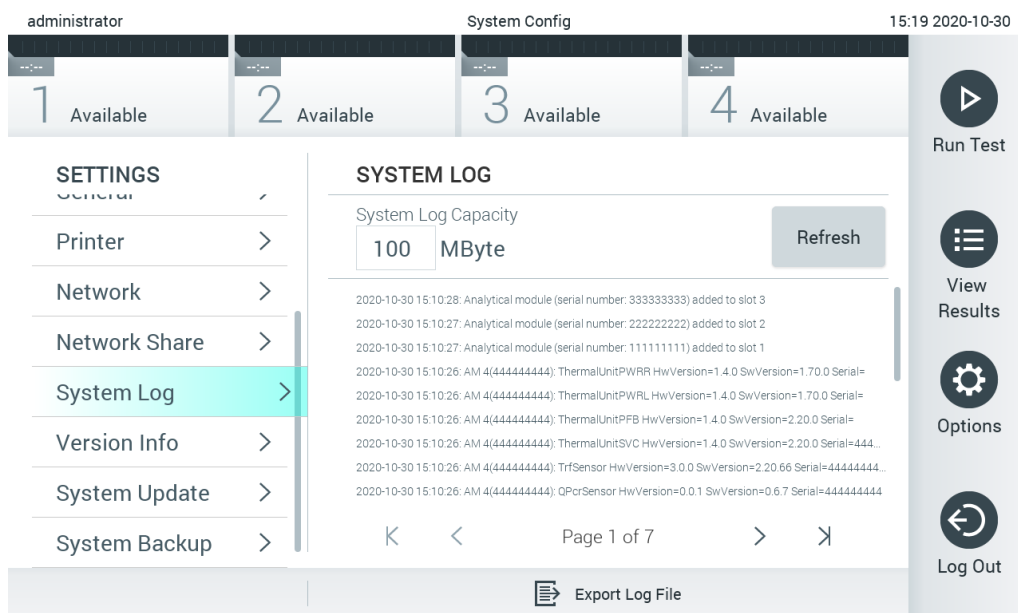 administrator
System Config
15:19 2020-10-30
--:--
--:--
--:--
--:--
1 Available
2 Available
3 Available
4 Available
Run Test
View
Results
Options
Log Out
SETTINGS
General
Printer
Network
Network Share
System Log
Version Info
System Update
System Backup
SYSTEM LOG
System Log Capacity
100 MByte
Refresh
2020-10-30 15:10:28: Analytical module (serial number: 333333333) added to slot 3
2020-10-30 15:10:27: Analytical module (serial number: 222222222) added to slot 2
2020-10-30 15:10:27: Analytical module (serial number: 111111111) added to slot 1
2020-10-30 15:10:26: AM 4(444444444): ThermalUnitPWRR HwVersion=1.4.0 SwVersion=1.70.0 Serial=
2020-10-30 15:10:26: AM 4(444444444): ThermalUnitPWRL HwVersion=1.4.0 SwVersion=1.70.0 Serial=
2020-10-30 15:10:26: AM 4(444444444): ThermalUnitPFB HwVersion=1.4.0 SwVersion=2.20.0 Serial=
2020-10-30 15:10:26: AM 4(444444444): ThermalUnitSVC HwVersion=1.4.0 SwVersion=2.20.0 Serial=444...
2020-10-30 15:10:26: AM 4(444444444): TrfSensor HwVersion=3.0.0 SwVersion=2.20.66 Serial=44444444...
2020-10-30 15:10:26: AM 4(444444444): QPcrSensor HwVersion=0.0.1 SwVersion=0.6.7 Serial=444444444
Page 1 of 7
Export Log File